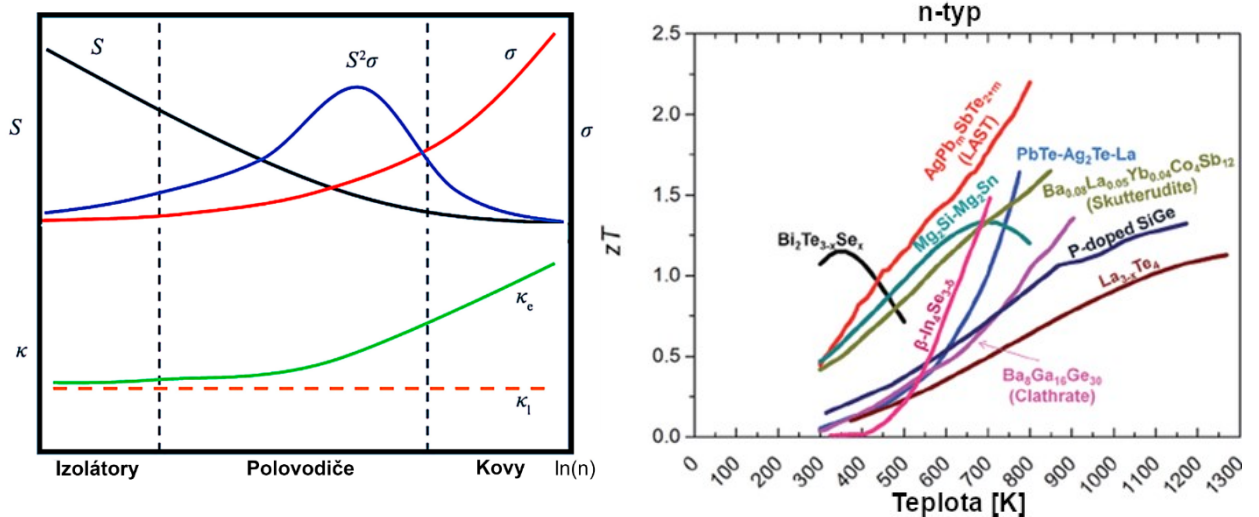 S
S²σ
σ
S
σ
κₑ
κ
κₗ
Izolátory
Polovodiče
Kovy
ln(n)
n-typ
2.5
2.0
1.5
1.0
0.5
0.0
zT
AgPbₘSbTe₂₊ₘ
(LAST)
PbTe-Ag₂Te-La
Ba₀.₀₈La₀.₀₅Yb₀.₀₄Co₄Sb₁₂
(Skutterudite)
Mg₂Si-Mg₂Sn
Bi₂Te₃₋ₓSeₓ
P-doped SiGe
La₃₋ₓTe₄
β-In₄Se₃₋δ
Ba₈Ga₁₆Ge₃₀
(Clathrate)
0 100 200 300 400 500 600 700 800 900 1000 1100 1200 1300
Teplota [K]